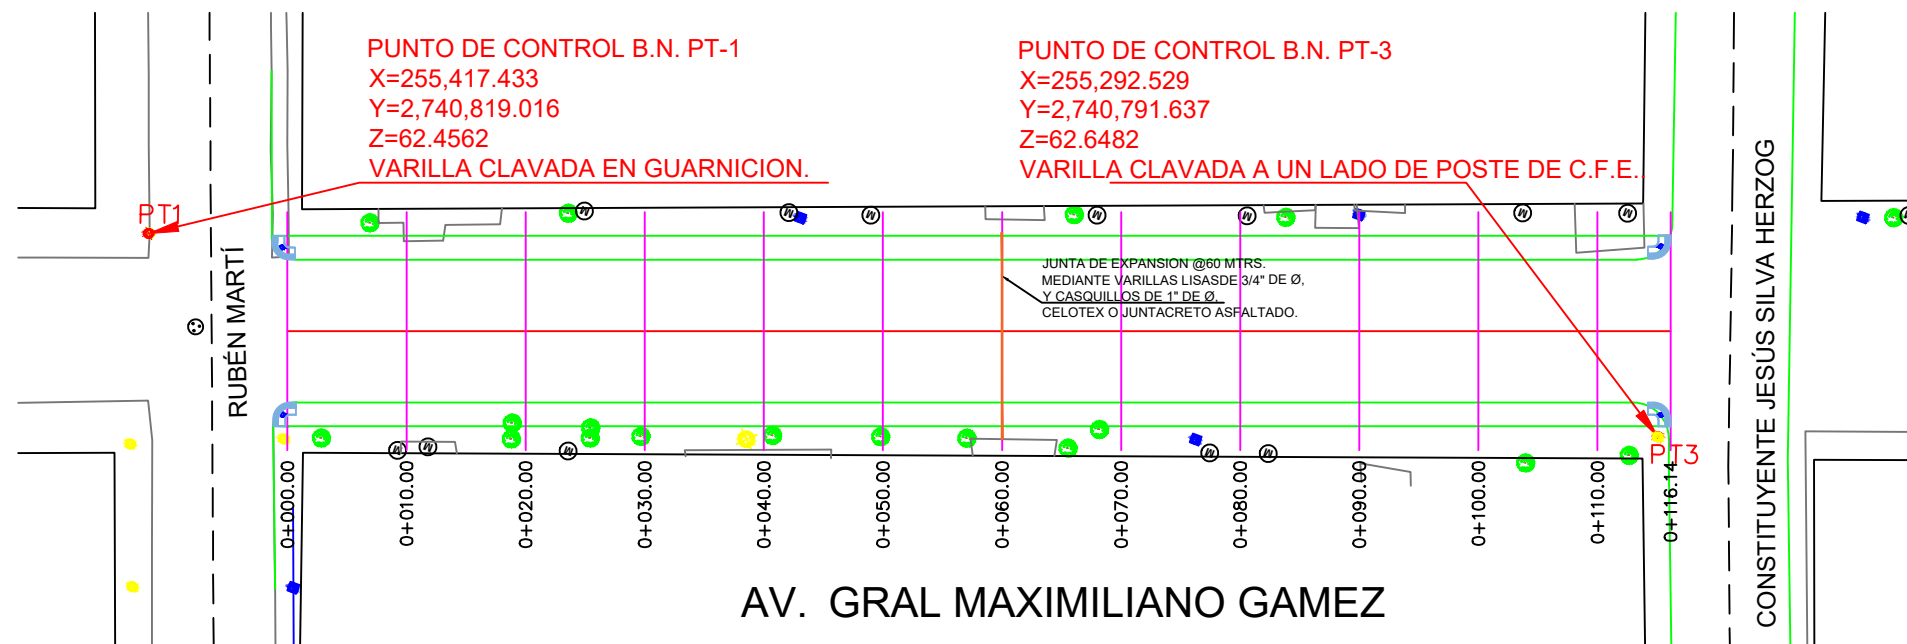 PUNTO DE CONTROL B.N. PT-1
X=255,417.433
Y=2,740,819.016
Z=62.4562
VARILLA CLAVADA EN GUARNICION.
PUNTO DE CONTROL B.N. PT-3
X=255,292.529
Y=2,740,791.637
Z=62.6482
VARILLA CLAVADA A UN LADO DE POSTE DE C.F.E..
PT1
M
M
M
M
M
M
M
M
M
JUNTA DE EXPANSION @60 MTRS.
MEDIANTE VARILLAS LISASDE 3/4" DE Ø,
Y CASQUILLOS DE 1" DE Ø,
CELOTEX O JUNTACRETO ASFALTADO.
RUBÉN MARTÍ
CONSTITUYENTE JESÚS SILVA HERZOG
M
M
M
M
M
PT3
0+000.00
0+010.00
0+020.00
0+030.00
0+040.00
0+050.00
0+060.00
0+070.00
0+080.00
0+090.00
0+100.00
0+110.00
0+116.14
AV. GRAL MAXIMILIANO GAMEZ